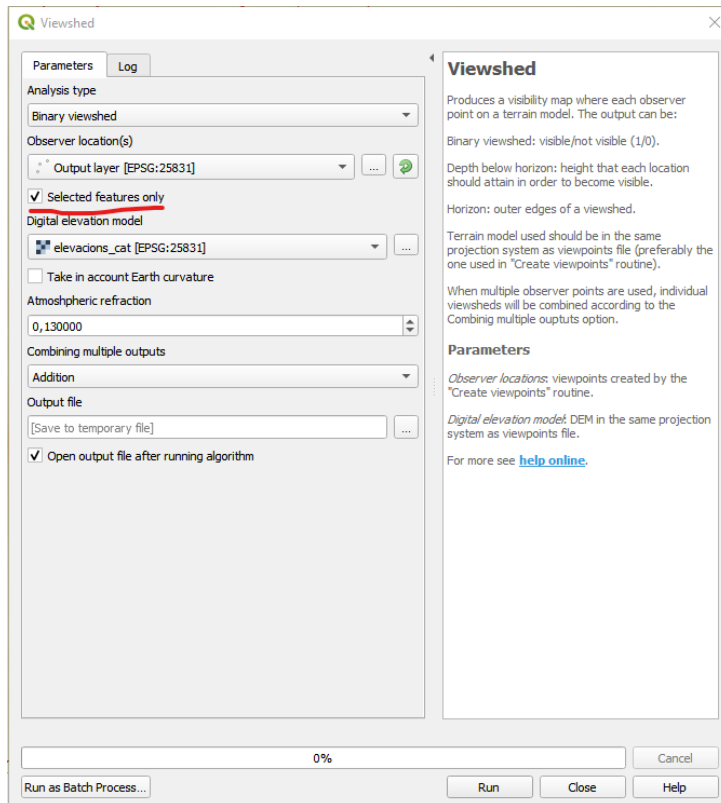 Viewshed
Parameters
Log
Analysis type
Binary viewshed
Observer location(s)
Output layer [EPSG:25831]
...
Selected features only
Digital elevation model
elevacions_cat [EPSG:25831]
...
Take in account Earth curvature
Atmoshpheric refraction
0,130000
Combining multiple outputs
Addition
Output file
[Save to temporary file]
...
Open output file after running algorithm
Viewshed
Produces a visibility map where each observer
point on a terrain model. The output can be:
Binary viewshed: visible/not visible (1/0).
Depth below horizon: height that each location
should attain in order to become visible.
Horizon: outer edges of a viewshed.
Terrain model used should be in the same
projection system as viewpoints file (preferably the
one used in "Create viewpoints" routine).
When multiple observer points are used, individual
viewsheds will be combined according to the
Combinig multiple ouptuts option.
Parameters
Observer locations: viewpoints created by the
"Create viewpoints" routine.
Digital elevation model: DEM in the same projection
system as viewpoints file.
For more see help online.
0%
Cancel
Run as Batch Process...
Run
Close
Help